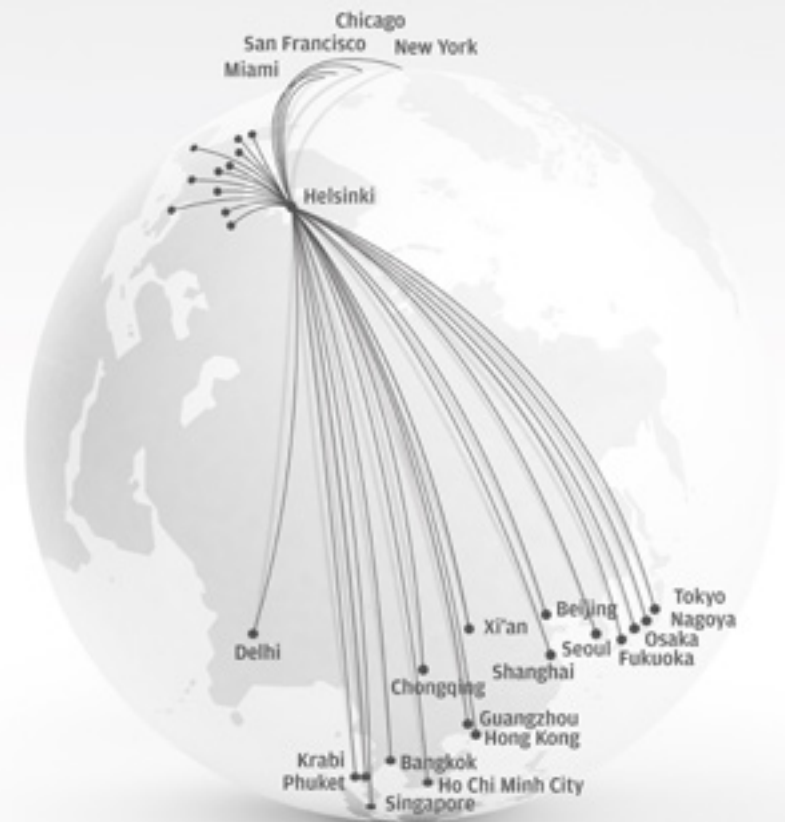 Chicago
San Francisco
New York
Miami
Helsinki
Tokyo
Beijing
Nagoya
Xi'an
Osaka
Seoul
Delhi
Fukuoka
Shanghai
Chongqing
Guangzhou
Hong Kong
Krabi
Bangkok
Phuket
Ho Chi Minh City
Singapore